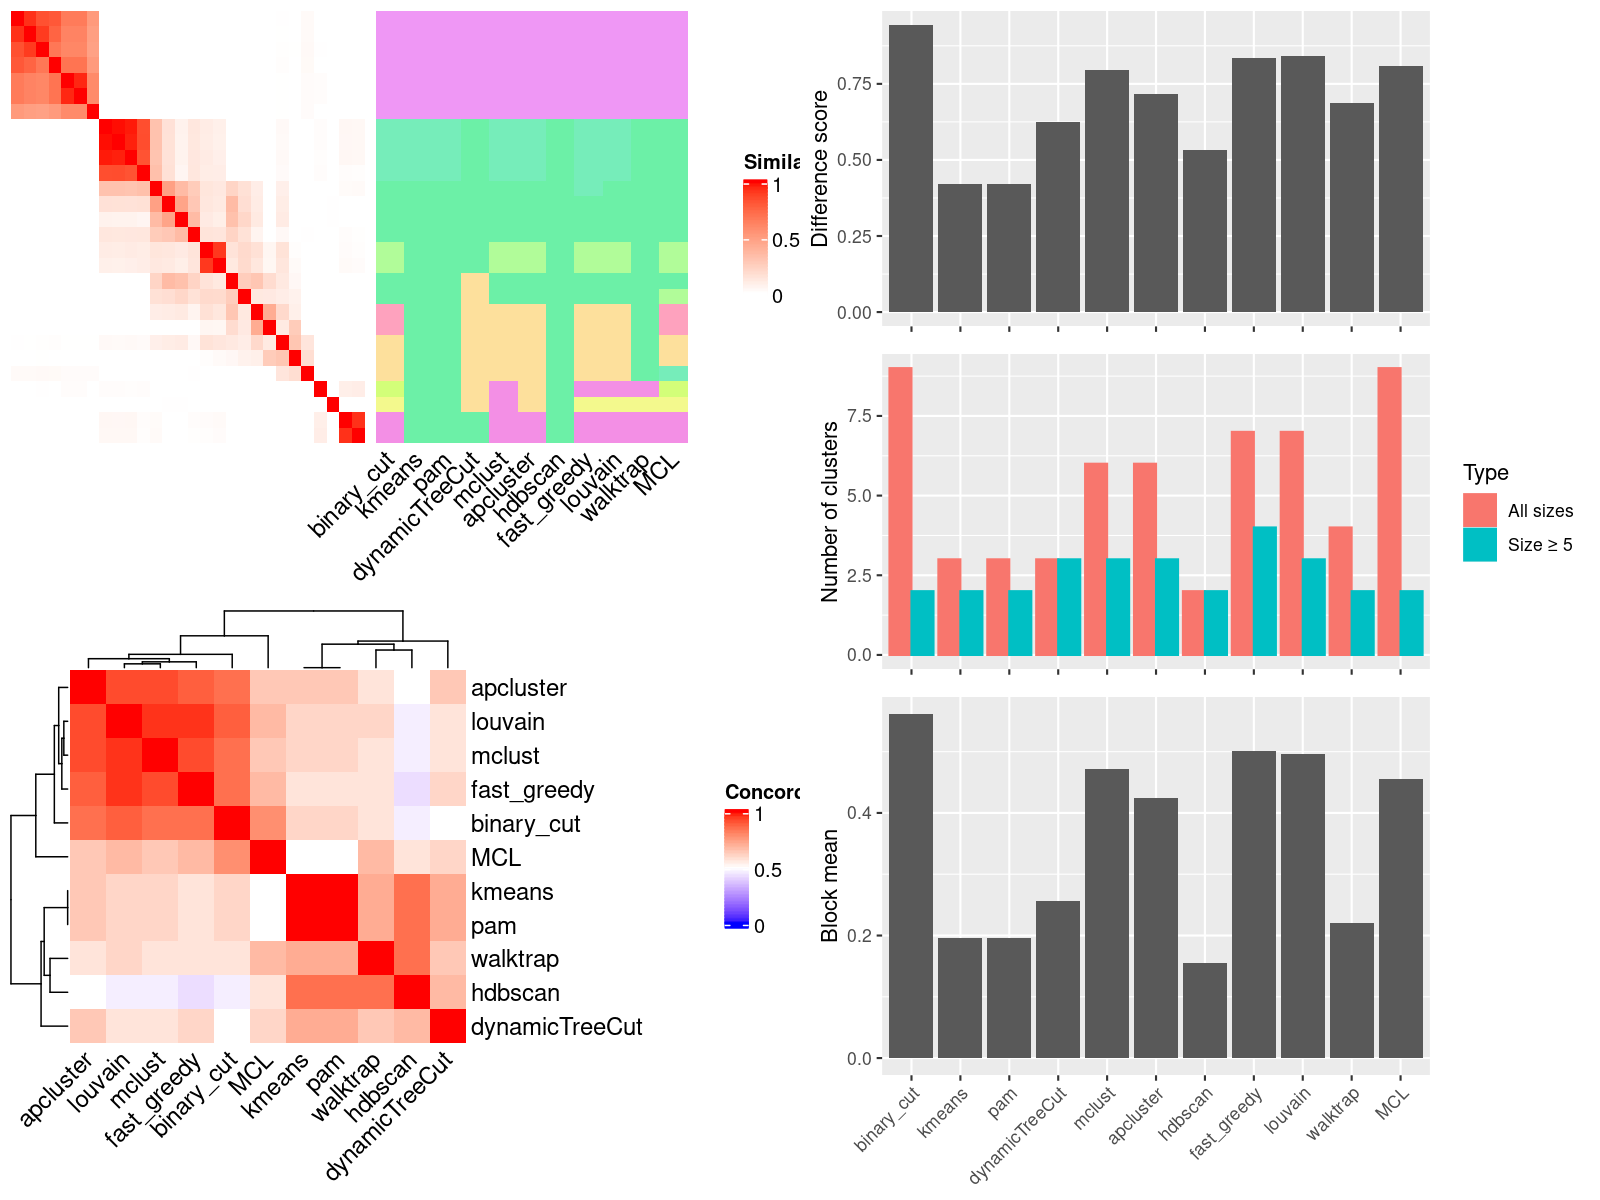 Simila
1
0.5
0
binary_cut
kmeans
pam
dynamicTreeCut
mclust
apcluster
hdbscan
fast_greedy
louvain
walktrap
MCL
Difference score
0.75
0.50
0.25
0.00
Number of clusters
7.5
5.0
2.5
0.0
Type
All sizes
Size ≥ 5
apcluster
louvain
mclust
fast_greedy
binary_cut
MCL
kmeans
pam
walktrap
hdbscan
dynamicTreeCut
Concord
1
0.5
0
apcluster
louvain
mclust
fast_greedy
binary_cut
MCL
kmeans
pam
walktrap
hdbscan
dynamicTreeCut
Block mean
0.4
0.2
0.0
binary_cut
kmeans
pam
dynamicTreeCut
mclust
apcluster
hdbscan
fast_greedy
louvain
walktrap
MCL